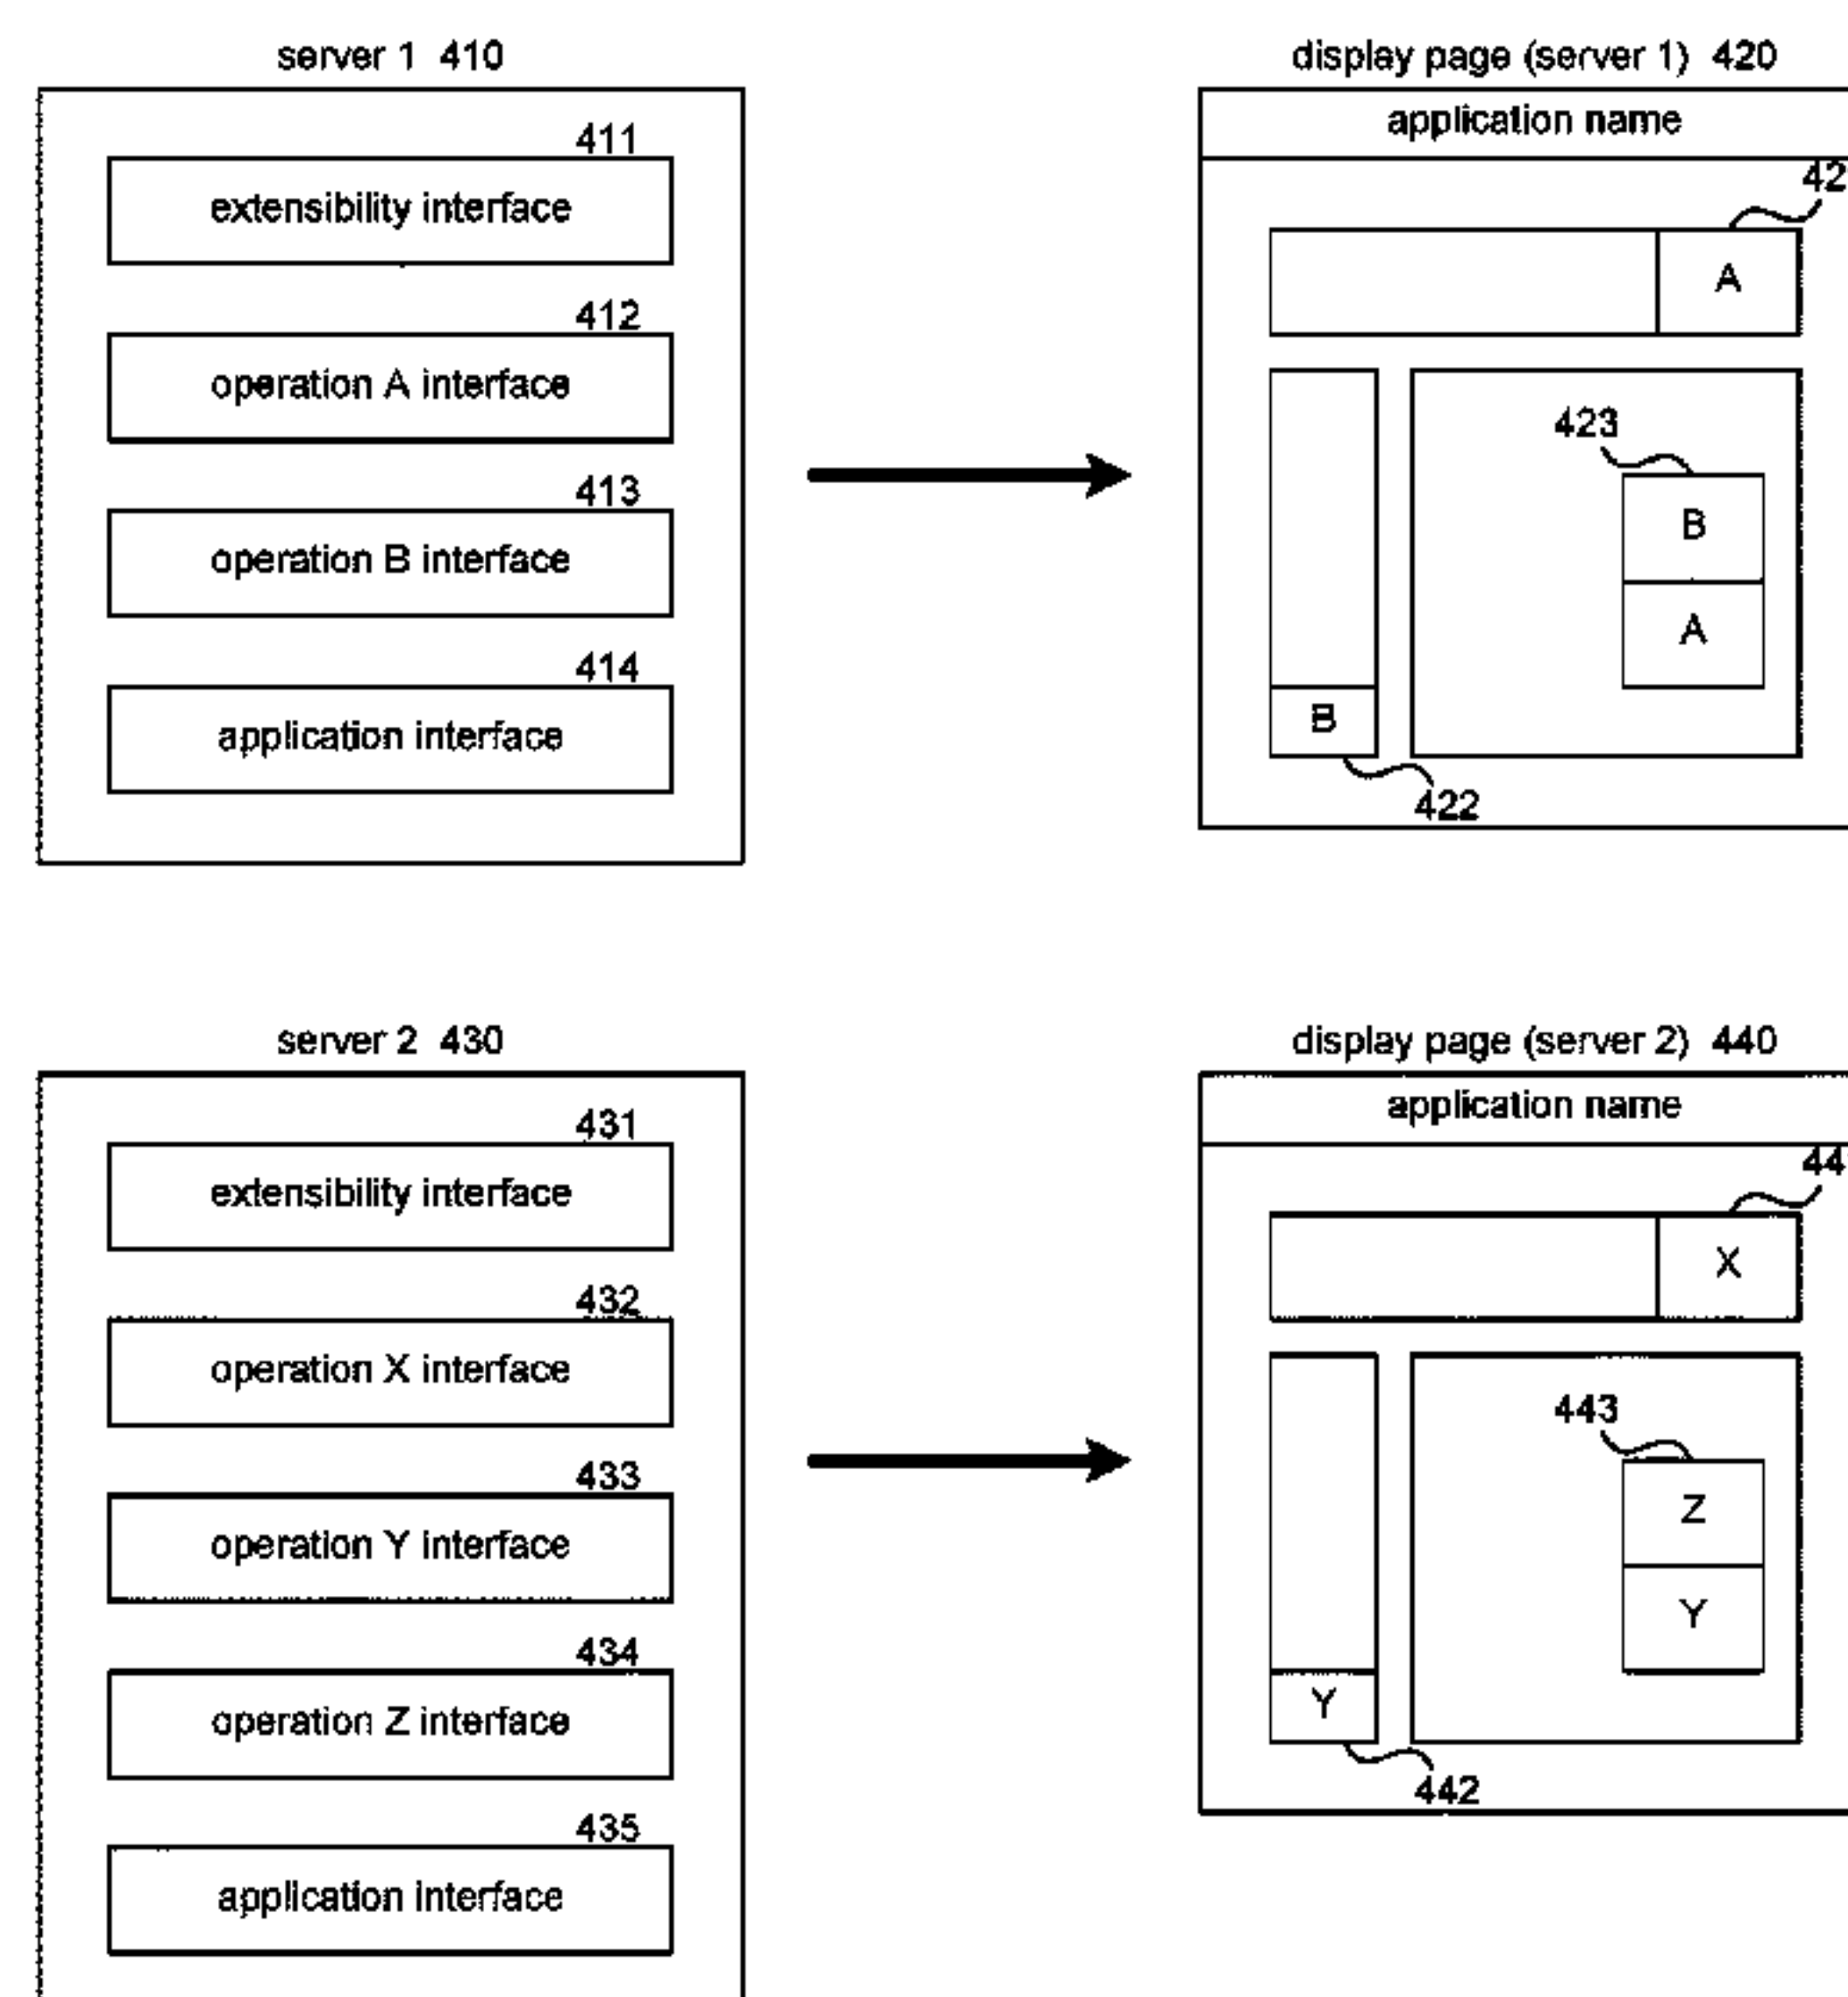 server 1 410
411
extensibility interface
412
operation A interface
413
operation B interface
414
application interface
display page (server 1) 420
application name
42
A
423
B
A
B
422
server 2 430
431
extensibility interface
432
operation X interface
433
operation Y interface
434
operation Z interface
435
application interface
display page (server 2) 440
application name
44
X
443
Z
Y
Y
442